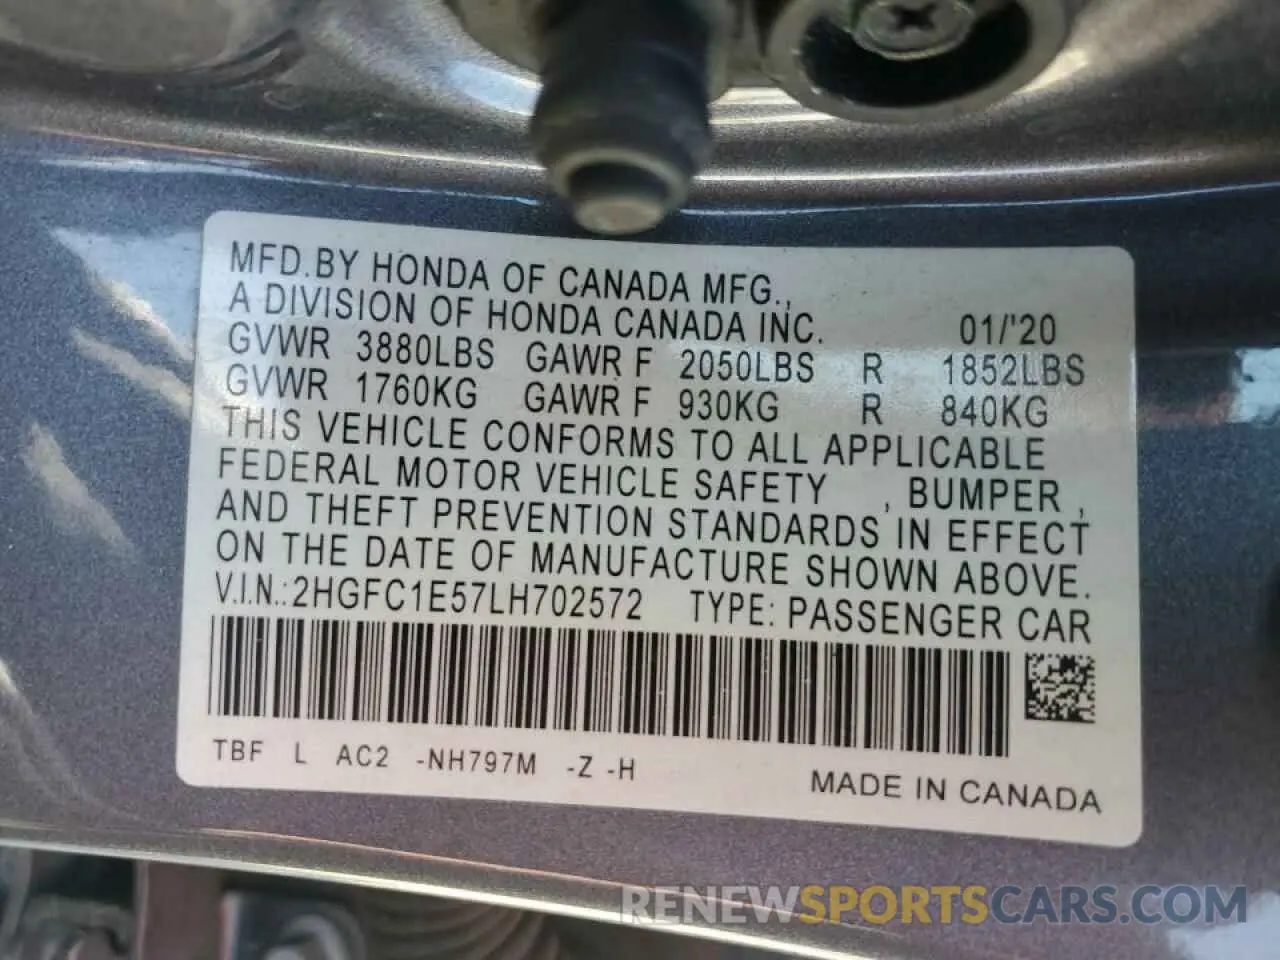 MFD.BY HONDA OF CANADA MFG.,
A DIVISION OF HONDA CANADA INC. 01/'20
GVWR 3880LBS GAWR F 2050LBS R 1852LBS
GVWR 1760KG GAWR F 930KG R 840KG
THIS VEHICLE CONFORMS TO ALL APPLICABLE
FEDERAL MOTOR VEHICLE SAFETY , BUMPER ,
AND THEFT PREVENTION STANDARDS IN EFFECT
ON THE DATE OF MANUFACTURE SHOWN ABOVE.
V.I.N.:2HGFC1E57LH702572 TYPE: PASSENGER CAR
TBF L AC2 -NH797M -Z -H
MADE IN CANADA
RENEWSPORTSCARS.COM